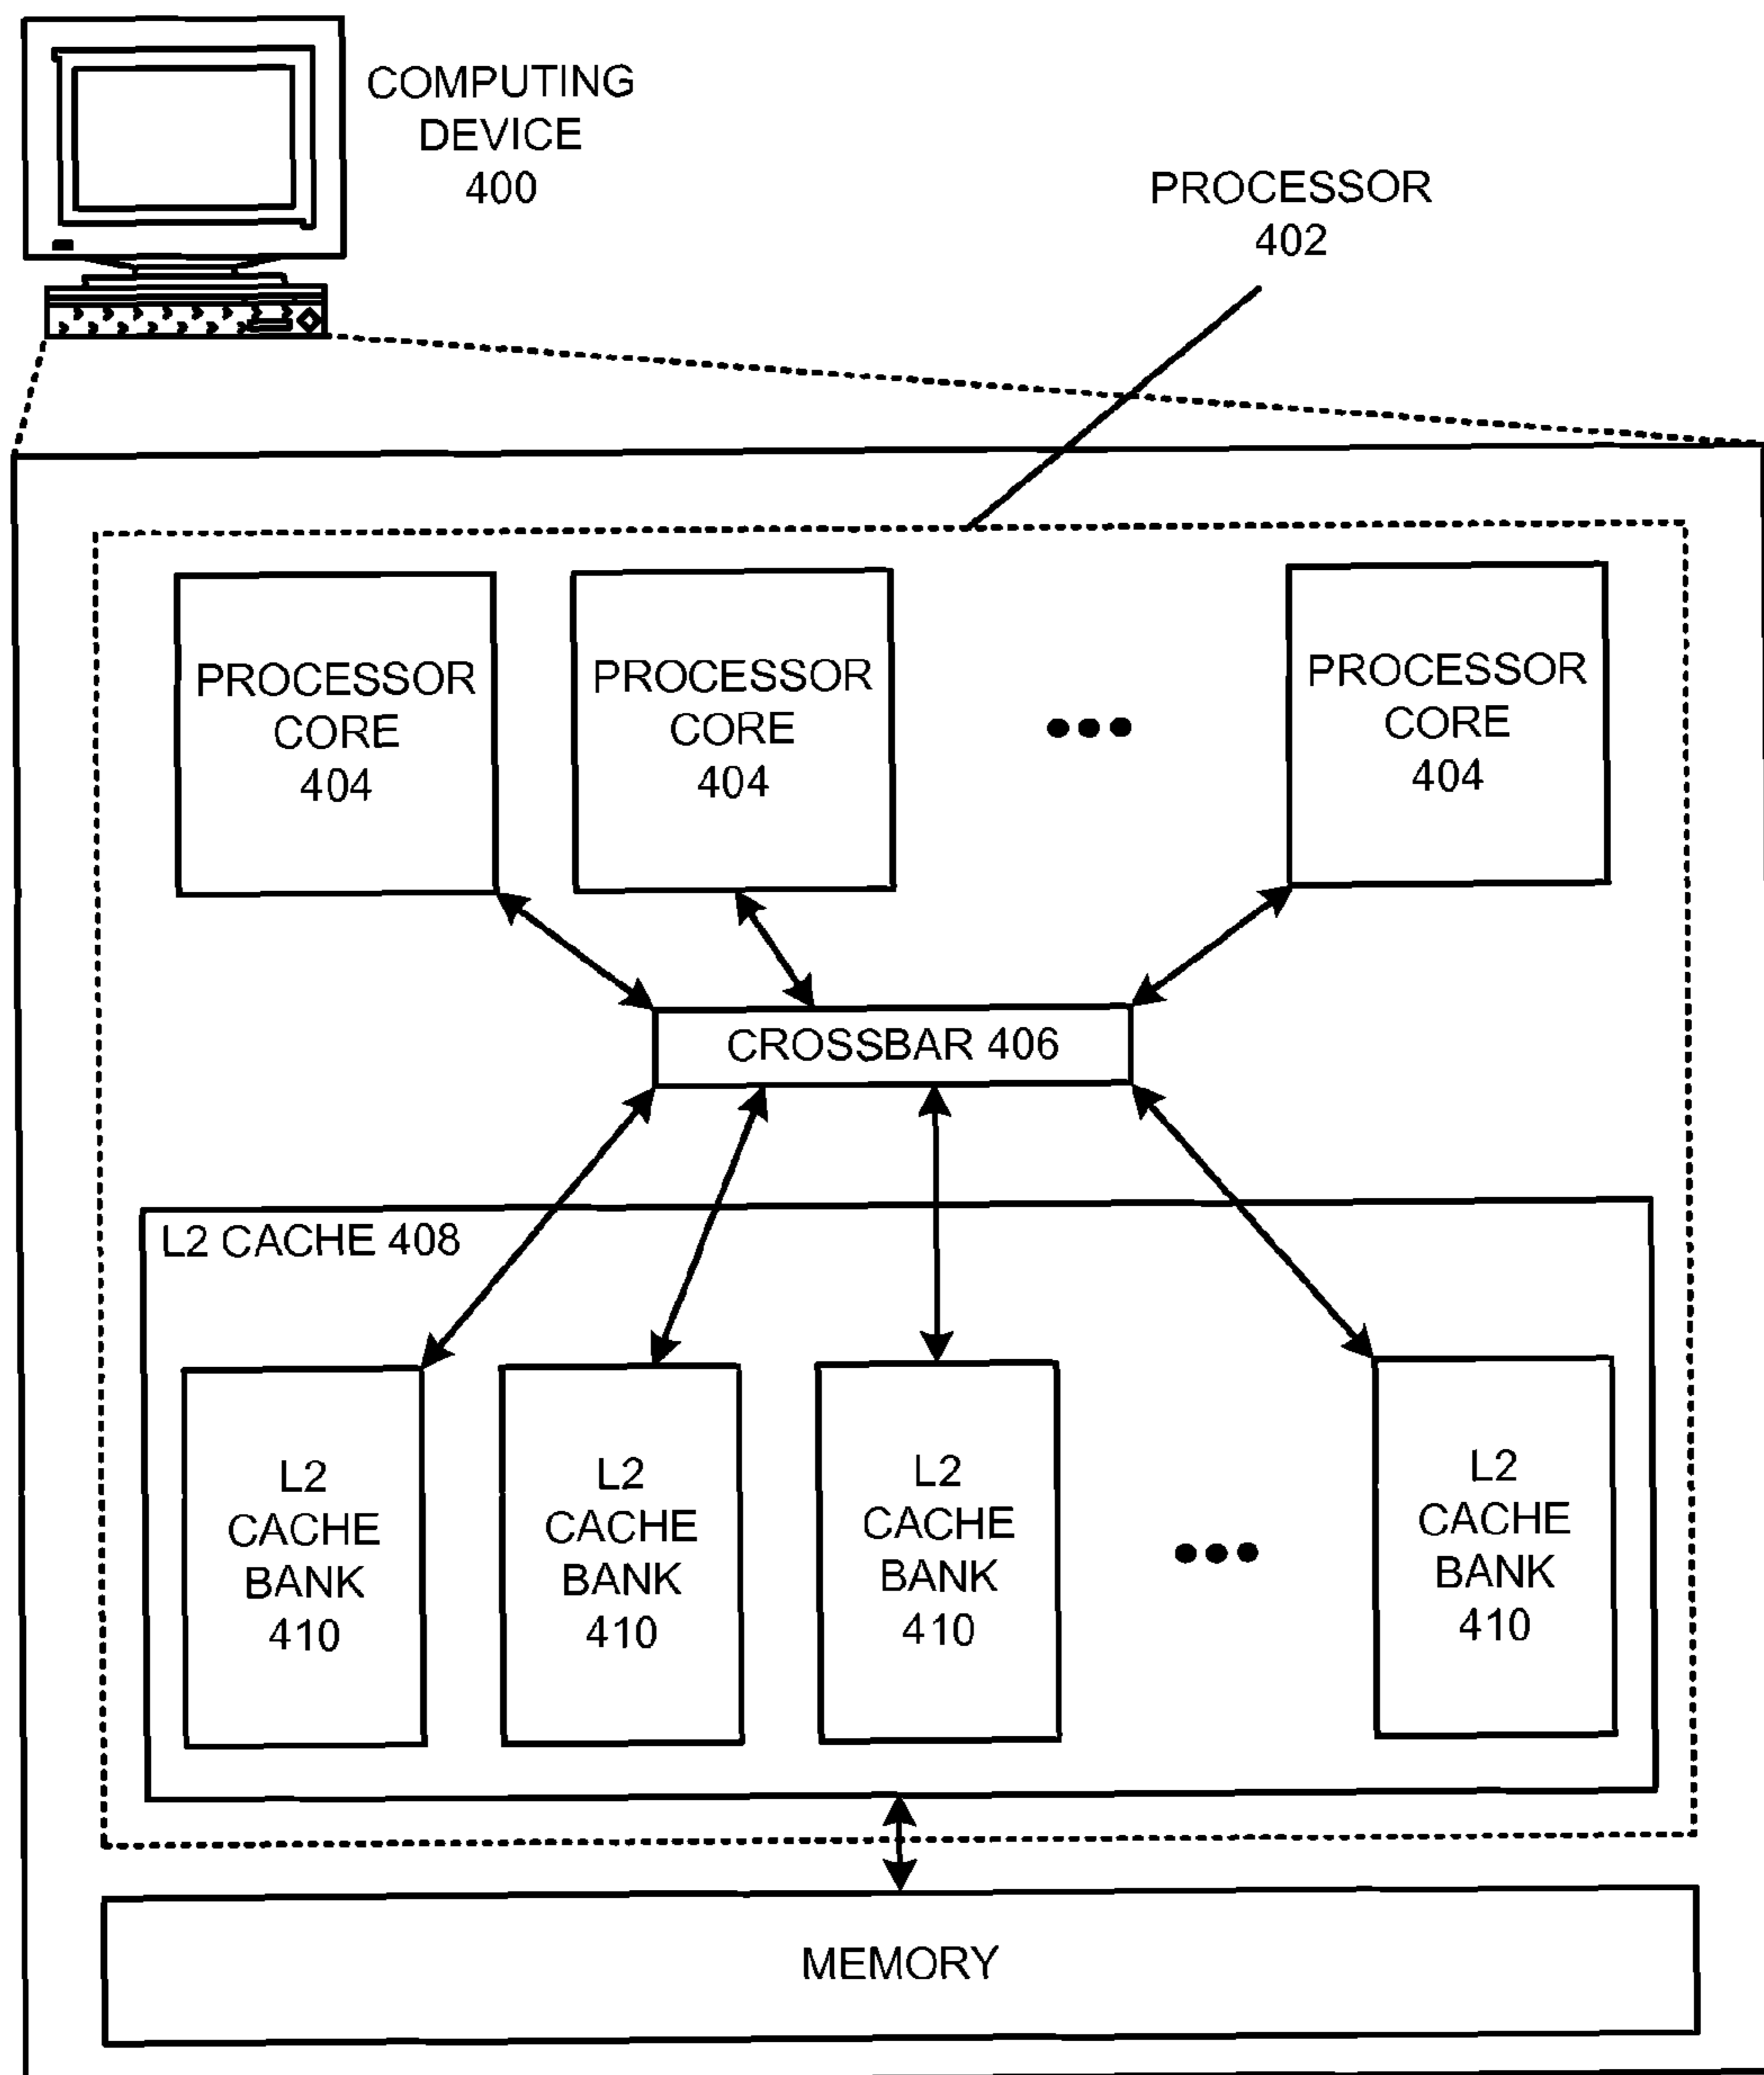 COMPUTING
DEVICE
400
PROCESSOR
402
PROCESSOR
CORE
404
PROCESSOR
CORE
404
PROCESSOR
CORE
404
CROSSBAR 406
L2 CACHE 408
L2
CACHE
BANK
410
L2
CACHE
BANK
410
L2
CACHE
BANK
410
L2
CACHE
BANK
410
MEMORY